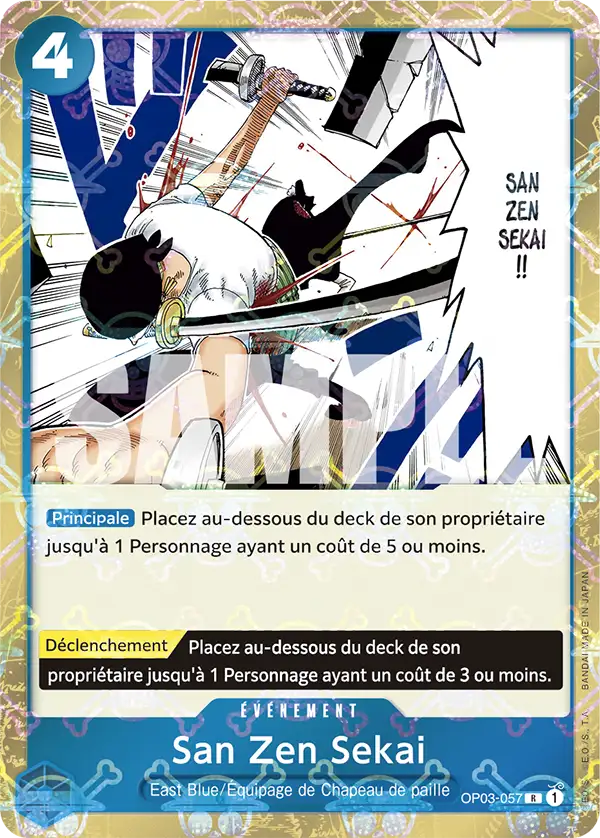 4
SAN
ZEN
SEKAI
!!
SAMPLE
Principale Placez au-dessous du deck de son propriétaire
jusqu'à 1 Personnage ayant un coût de 5 ou moins.
Déclenchement Placez au-dessous du deck de son
propriétaire jusqu'à 1 Personnage ayant un coût de 3 ou moins.
ÉVÉNEMENT
San Zen Sekai
East Blue/Équipage de Chapeau de paille
OP03-057 R 1
BANDAI MADE IN JAPAN